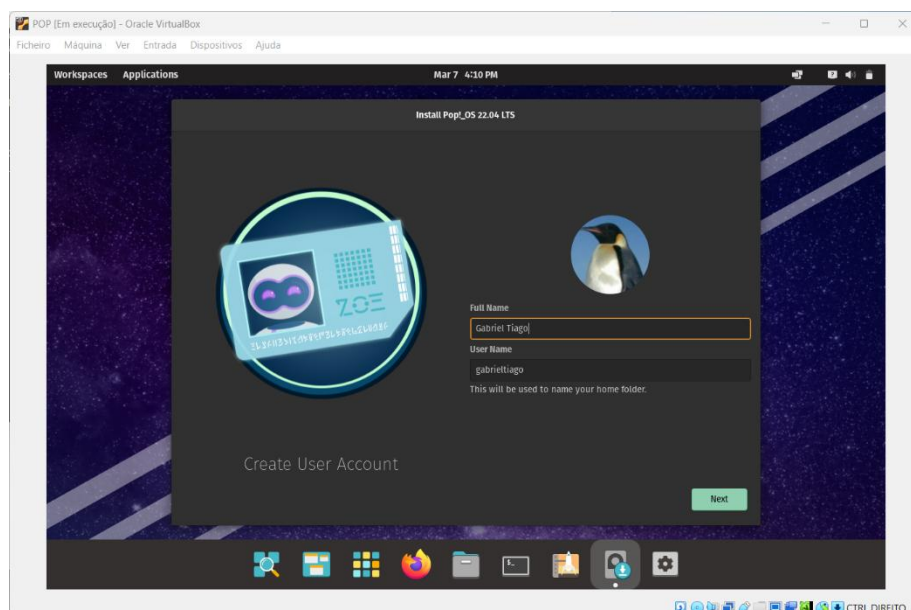 POP [Em execução] - Oracle VirtualBox
Ficheiro Máquina Ver Entrada Dispositivos Ajuda
Workspaces Applications Mar 7 4:10 PM
Install Pop!_OS 22.04 LTS
ZOE
Full Name
Gabriel Tiago
User Name
gabrieltiago
This will be used to name your home folder.
Create User Account
Next
CTRL DIREITO